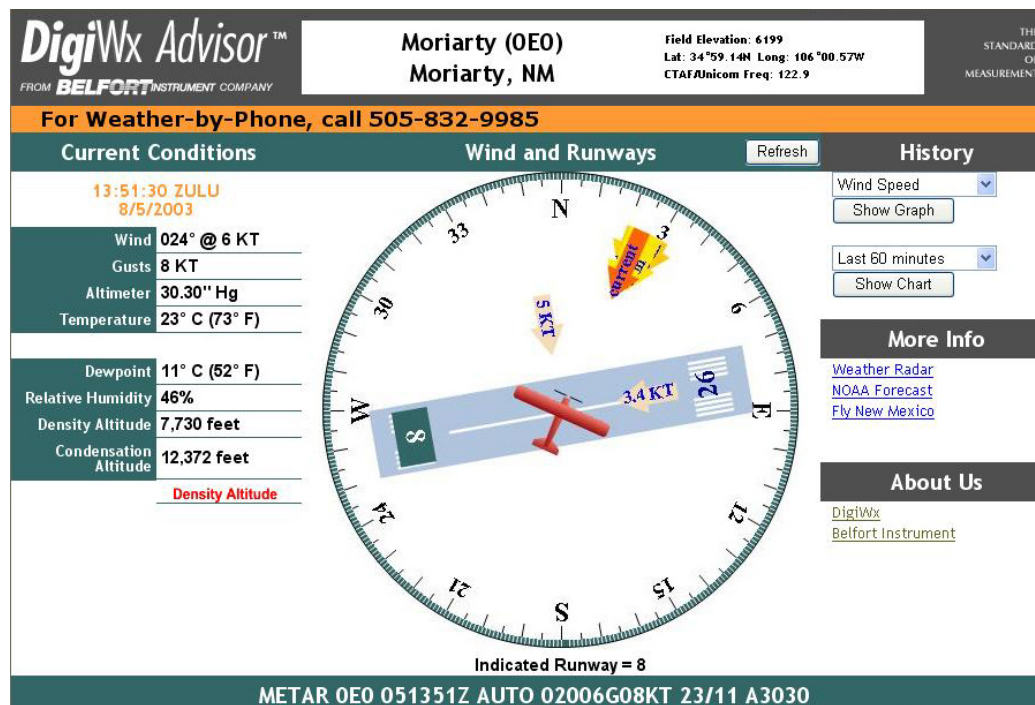 DigiWx Advisor™
FROM BELFORT INSTRUMENT COMPANY
Moriarty (0E0)
Moriarty, NM
Field Elevation: 6199
Lat: 34°59.14N Long: 106°00.57W
CTAF/Unicom Freq: 122.9
THE
STANDARD
OF
MEASUREMENT
For Weather-by-Phone, call 505-832-9985
Current Conditions
13:51:30 ZULU
8/5/2003
Wind 024° @ 6 KT
Gusts 8 KT
Altimeter 30.30" Hg
Temperature 23° C (73° F)
Dewpoint 11° C (52° F)
Relative Humidity 46%
Density Altitude 7,730 feet
Condensation
Altitude 12,372 feet
Density Altitude
Wind and Runways
Refresh
N
3
6
E
12
15
S
21
24
W
30
33
current
5 KT
3.4 KT
26
8
Indicated Runway = 8
History
Wind Speed
Show Graph
Last 60 minutes
Show Chart
More Info
Weather Radar
NOAA Forecast
Fly New Mexico
About Us
DigiWx
Belfort Instrument
METAR 0E0 051351Z AUTO 02006G08KT 23/11 A3030